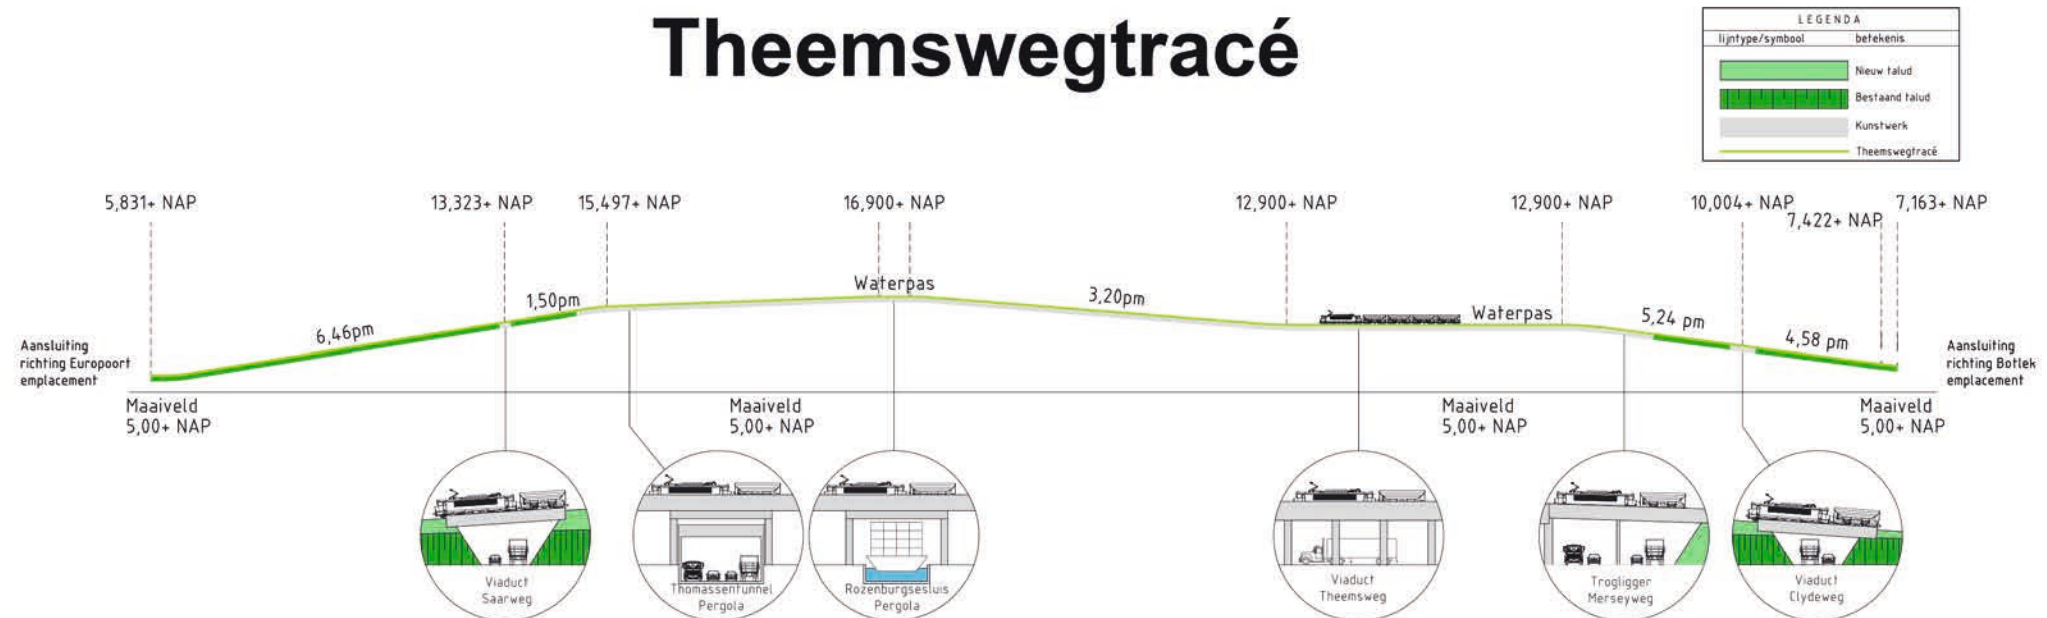 Theemswegtracé
LEGENDA
lijntype/symbool betekenis
Nieuw talud
Bestaand talud
Kunstwerk
Theemswegtracé
5,831+ NAP
13,323+ NAP
15,497+ NAP
16,900+ NAP
12,900+ NAP
12,900+ NAP
10,004+ NAP
7,422+ NAP
7,163+ NAP
6,46pm
1,50pm
Waterpas
3,20pm
Waterpas
5,24 pm
4,58 pm
Aansluiting
richting Europoort
emplacement
Aansluiting
richting Botlek
emplacement
Maaiveld
5,00+ NAP
Maaiveld
5,00+ NAP
Maaiveld
5,00+ NAP
Maaiveld
5,00+ NAP
Viaduct
Saarweg
Thomassentunnel
Pergola
Rozenburgsesluis
Pergola
Viaduct
Theemsweg
Trogligger
Merseyweg
Viaduct
Clydeweg